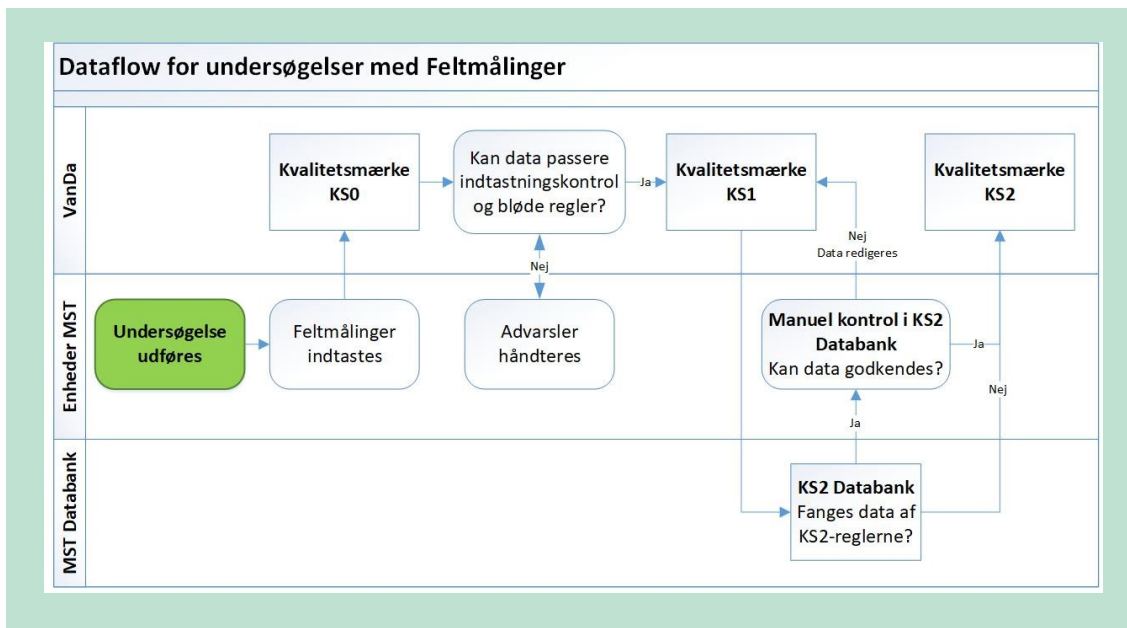 Dataflow for undersøgelser med Feltmålinger
VanDa
Kvalitetsmærke
KS0
Kan data passere
indtastningskontrol
og bløde regler?
Ja
Kvalitetsmærke
KS1
Kvalitetsmærke
KS2
Nej
Nej
Data redigeres
Enheder MST
Undersøgelse
udføres
Feltmålinger
indtastes
Advarsler
håndteres
Manuel kontrol i KS2
Databank
Kan data godkendes?
Ja
Nej
Ja
MST Databank
KS2 Databank
Fanges data af
KS2-reglerne?